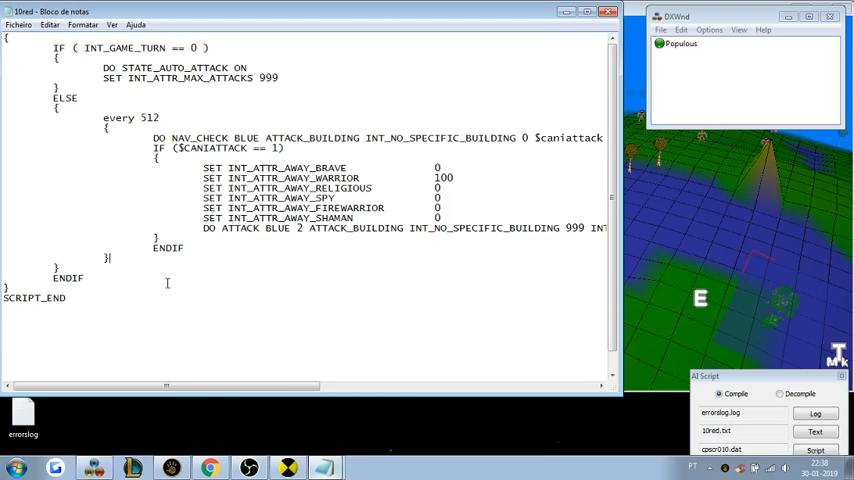 10red - Bloco de notas
Ficheiro Editar Formatar Ver Ajuda
{
IF ( INT_GAME_TURN == 0 )
{
DO STATE_AUTO_ATTACK ON
SET INT_ATTR_MAX_ATTACKS 999
}
ELSE
{
every 512
{
DO NAV_CHECK BLUE ATTACK_BUILDING INT_NO_SPECIFIC_BUILDING 0 $caniattack
IF ($CANIATTACK == 1)
{
SET INT_ATTR_AWAY_BRAVE 0
SET INT_ATTR_AWAY_WARRIOR 100
SET INT_ATTR_AWAY_RELIGIOUS 0
SET INT_ATTR_AWAY_SPY 0
SET INT_ATTR_AWAY_FIREWARRIOR 0
SET INT_ATTR_AWAY_SHAMAN 0
DO ATTACK BLUE 2 ATTACK_BUILDING INT_NO_SPECIFIC_BUILDING 999 INT
}
ENDIF
}
}
ENDIF
}
SCRIPT_END
DXWnd
File Edit Options View Help
Populous
E
T
Mk
AI Script
Compile Decompile
errorslog.log Log
10red.txt Text
cpscr010.dat Script
errorslog
PT
22:38
30-01-2019